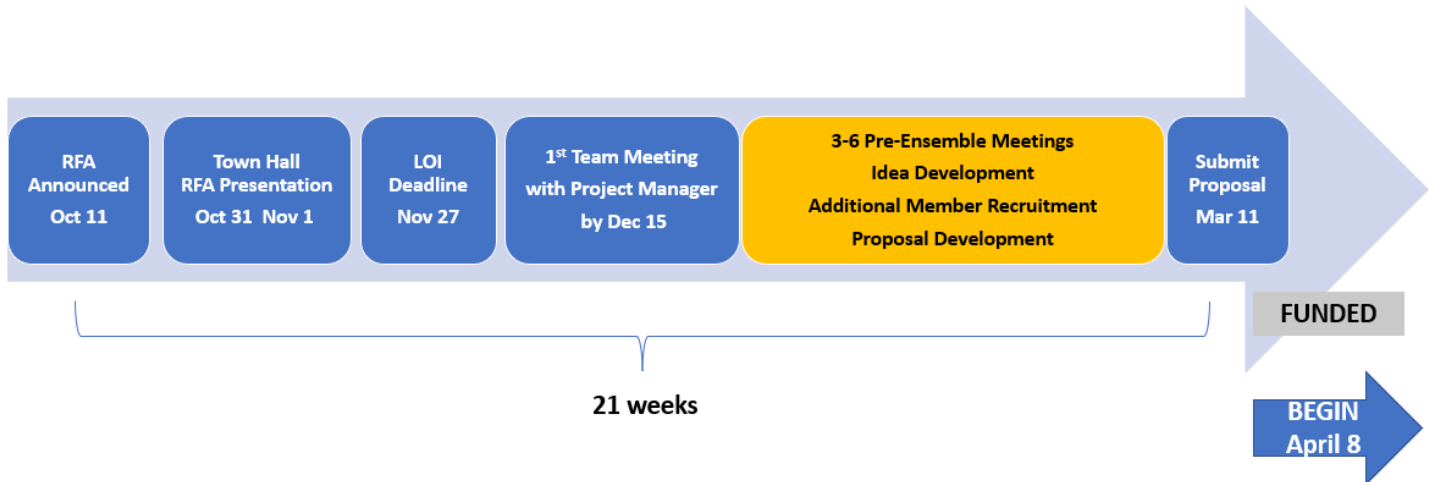 RFA
Announced
Oct 11
Town Hall
RFA Presentation
Oct 31  Nov 1
LOI
Deadline
Nov 27
1st Team Meeting
with Project Manager
by Dec 15
3-6 Pre-Ensemble Meetings
Idea Development
Additional Member Recruitment
Proposal Development
Submit
Proposal
Mar 11
FUNDED
21 weeks
BEGIN
April 8